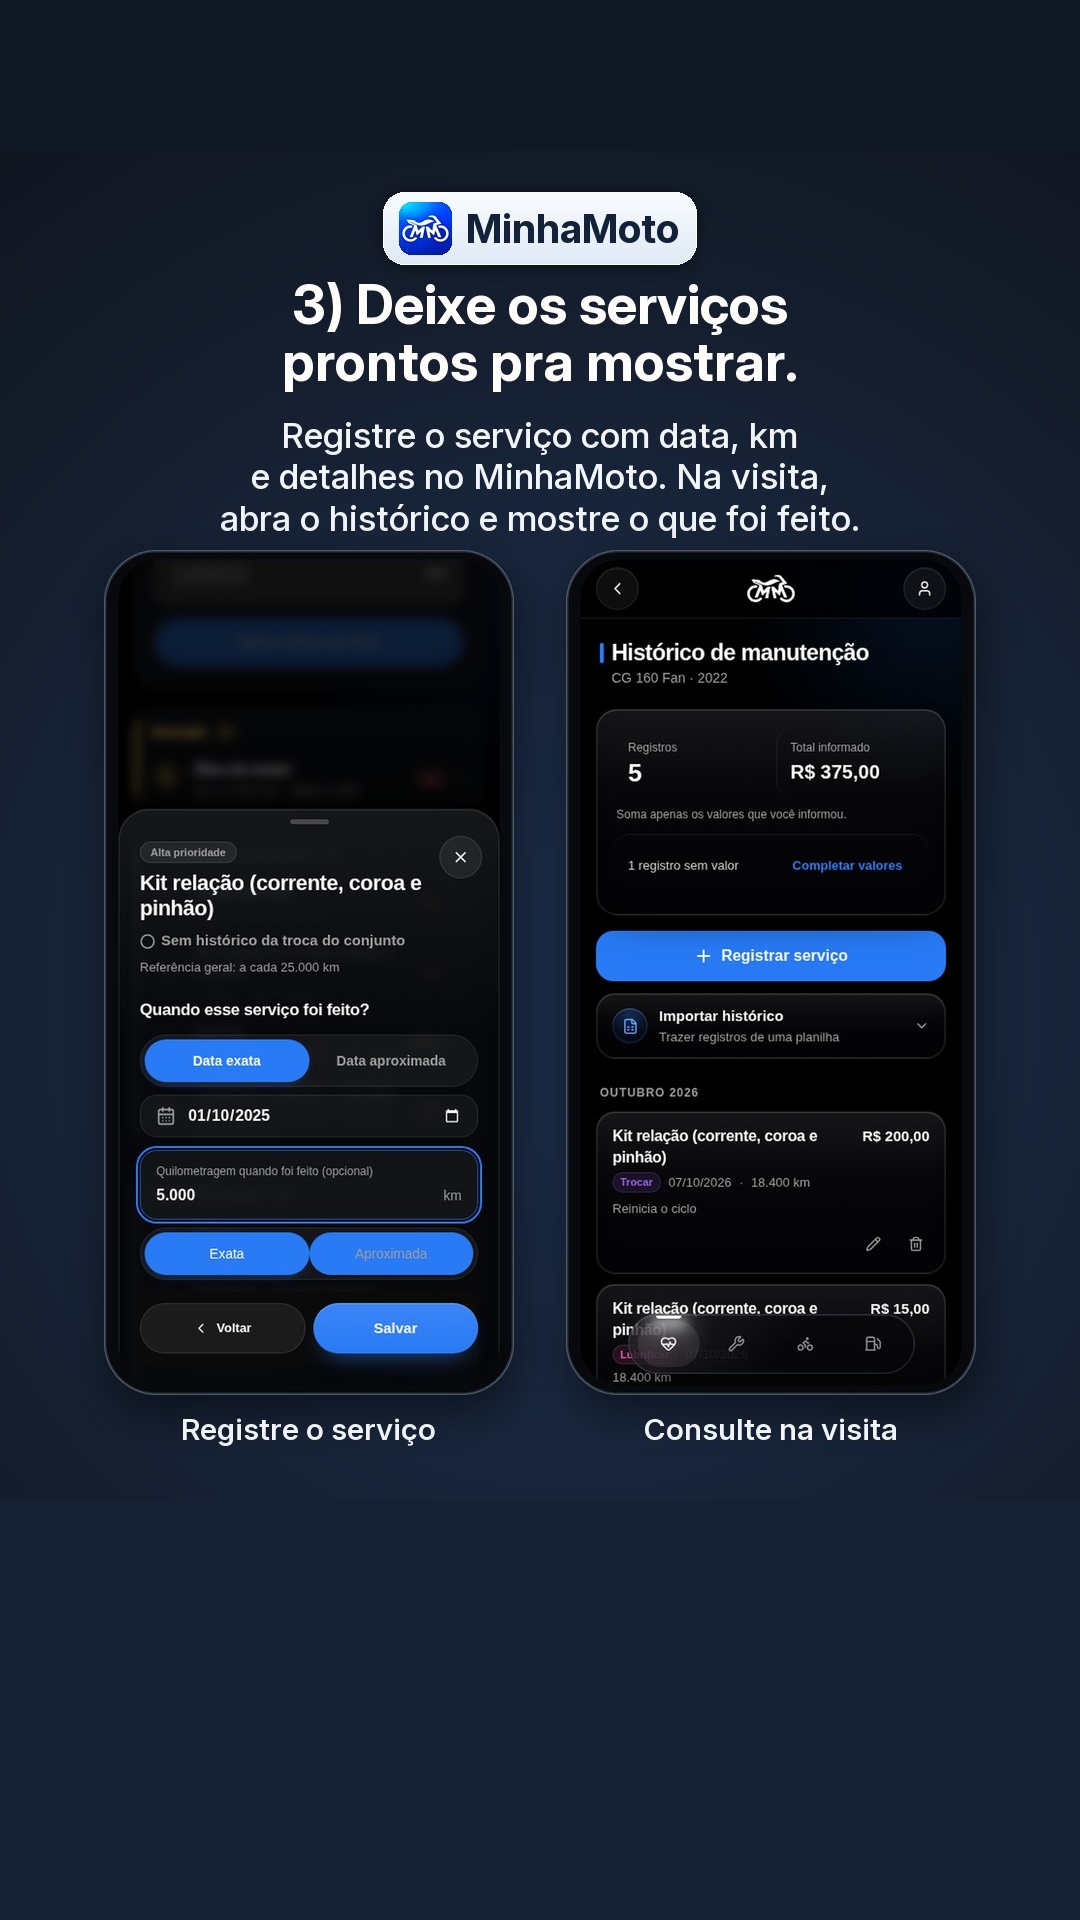 MinhaMoto
3) Deixe os serviços
prontos pra mostrar.
Registre o serviço com data, km
e detalhes no MinhaMoto. Na visita,
abra o histórico e mostre o que foi feito.
Alta prioridade
Kit relação (corrente, coroa e
pinhão)
Sem histórico da troca do conjunto
Referência geral: a cada 25.000 km
Quando esse serviço foi feito?
Data exata
Data aproximada
01/10/2025
Quilometragem quando foi feito (opcional)
5.000
km
Exata
Aproximada
Voltar
Salvar
Registre o serviço
MM
Histórico de manutenção
CG 160 Fan · 2022
Registros
5
Total informado
R$ 375,00
Soma apenas os valores que você informou.
1 registro sem valor
Completar valores
Registrar serviço
Importar histórico
Trazer registros de uma planilha
OUTUBRO 2026
Kit relação (corrente, coroa e
pinhão)
R$ 200,00
Trocar
07/10/2026 · 18.400 km
Reinicia o ciclo
Kit relação (corrente, coroa e
pinhão)
R$ 15,00
18.400 km
Consulte na visita